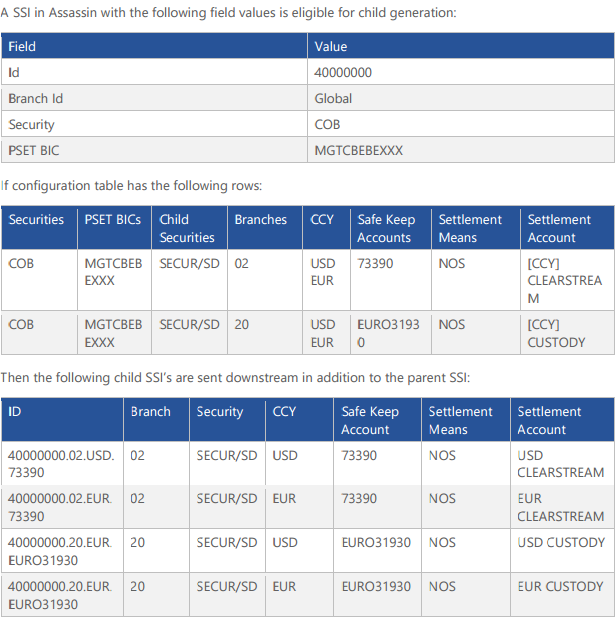 A SSI in Assassin with the following field values is eligible for child generation:
Field Value
Id 40000000
Branch Id Global
Security COB
PSET BIC MGTCBEBEXXX
If configuration table has the following rows:
Securities PSET BICs Child Branches CCY Safe Keep Settlement Settlement
Securities Accounts Means Account
COB MGTCBEB SECUR/SD 02 USD 73390 NOS [CCY]
EXXX EUR CLEARSTREA
M
COB MGTCBEB SECUR/SD 20 USD EURO3193 NOS [CCY]
EXXX EUR 0 CUSTODY
Then the following child SSI's are sent downstream in addition to the parent SSI:
ID Branch Security CCY Safe Keep Settlement Settlement
Account Means Account
40000000.02.USD. 02 SECUR/SD USD 73390 NOS USD
73390 CLEARSTREAM
40000000.02.EUR. 02 SECUR/SD EUR 73390 NOS EUR
73390 CLEARSTREAM
40000000.20.EUR. 20 SECUR/SD USD EURO31930 NOS USD CUSTODY
EURO31930
40000000.20.EUR. 20 SECUR/SD EUR EURO31930 NOS EUR CUSTODY
EURO31930